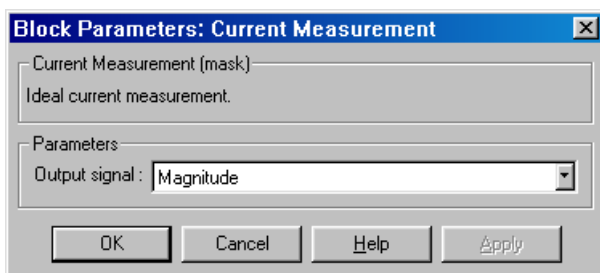 Block Parameters: Current Measurement
Current Measurement (mask)
Ideal current measurement.
Parameters
Output signal : Magnitude
OK Cancel Help Apply